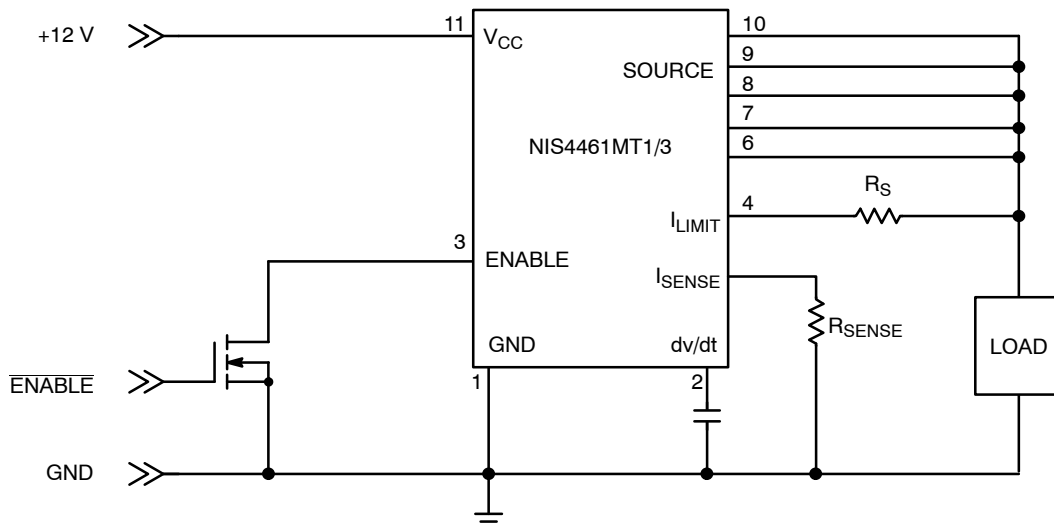 +12 V
11
V_CC
10
SOURCE
9
8
7
NIS4461MT1/3
6
R_S
I_LIMIT
4
3
ENABLE
I_SENSE
R_SENSE
GND
dv/dt
LOAD
ENABLE
1
2
GND